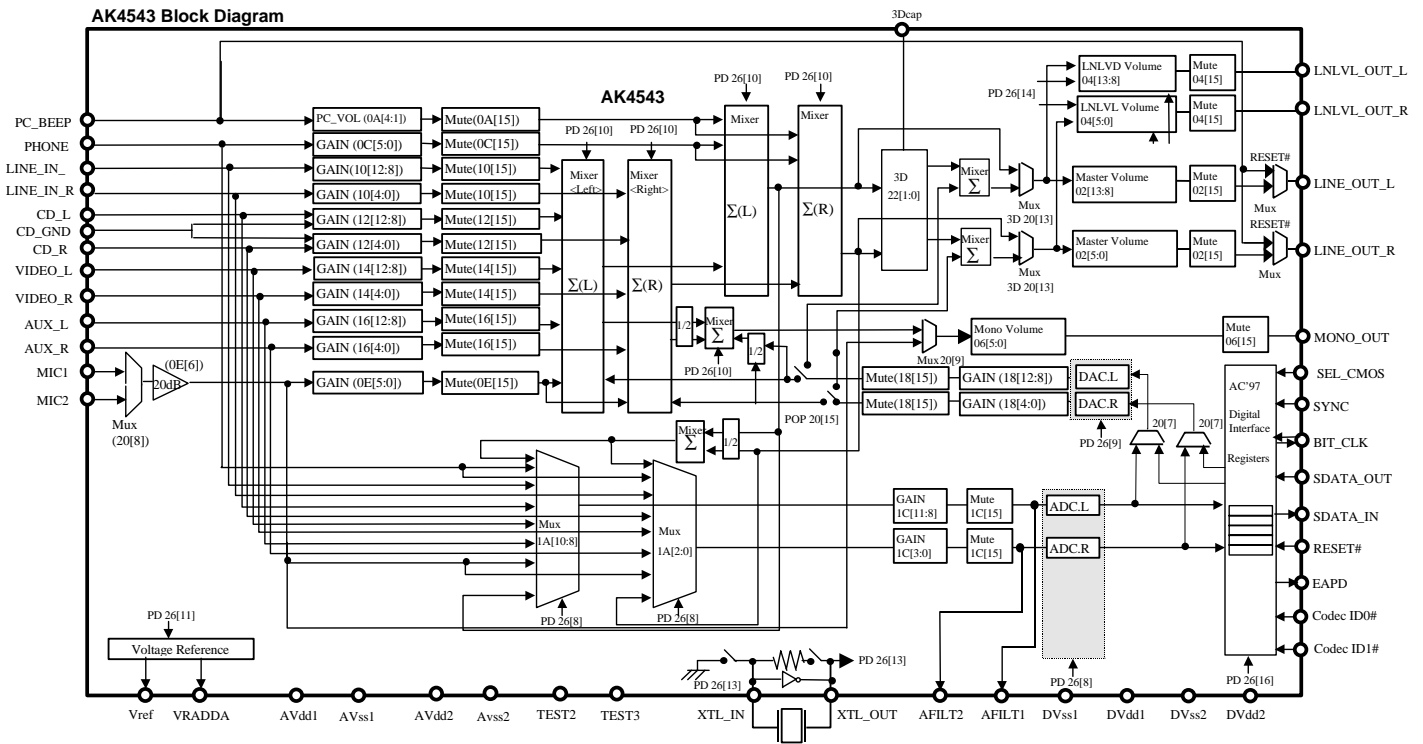 AK4543 Block Diagram
3Dcap
AK4543
PC_BEEP
PHONE
LINE_IN_
LINE_IN_R
CD_L
CD_GND
CD_R
VIDEO_L
VIDEO_R
AUX_L
AUX_R
MIC1
MIC2
Mux
(20[8])
(0E[6])
20dB
PC_VOL (0A[4:1)
GAIN (0C[5:0])
GAIN(10[12:8])
GAIN (10[4:0])
GAIN (12[12:8])
GAIN (12[4:0])
GAIN (14[12:8])
GAIN (14[4:0])
GAIN (16[12:8])
GAIN (16[4:0])
GAIN (0E[5:0])
Mute(0A[15])
Mute(0C[15])
Mute(10[15])
Mute(10[15])
Mute(12[15])
Mute(12[15])
Mute(14[15])
Mute(14[15])
Mute(16[15])
Mute(16[15])
Mute(0E[15])
PD 26[10]
PD 26[10]
Mixer
<Left>
Σ(L)
Mixer
<Right>
Σ(R)
PD 26[10]
PD 26[10]
Mixer
Σ(L)
Mixer
Σ(R)
1/2
Mixer
Σ
1/2
PD 26[10]
3D
22[1:0]
Mixer
Σ
Mixer
Σ
Mux
3D 20[13]
Mux
3D 20[13]
PD 26[14]
LNLVD Volume
04[13:8]
Mute
04[15]
LNLVL Volume
04[5:0]
Mute
04[15]
Master Volume
02[13:8]
Mute
02[15]
Master Volume
02[5:0]
Mute
02[15]
RESET#
Mux
RESET#
Mux
Mux20[9]
Mono Volume
06[5:0]
Mute
06[15]
POP 20[15]
Mute(18[15])
GAIN (18[12:8])
DAC.L
Mute(18[15])
GAIN (18[4:0])
DAC.R
PD 26[9]
20[7]
20[7]
AC'97
Digital
Interface
Registers
PD 26[16]
Mixer
Σ
1/2
Mux
1A[10:8]
PD 26[8]
Mux
1A[2:0]
PD 26[8]
GAIN
1C[11:8]
Mute
1C[15]
ADC.L
GAIN
1C[3:0]
Mute
1C[15]
ADC.R
PD 26[8]
LNLVL_OUT_L
LNLVL_OUT_R
LINE_OUT_L
LINE_OUT_R
MONO_OUT
SEL_CMOS
SYNC
BIT_CLK
SDATA_OUT
SDATA_IN
RESET#
EAPD
Codec ID0#
Codec ID1#
PD 26[11]
Voltage Reference
PD 26[13]
PD 26[13]
Vref
VRADDA
AVdd1
AVss1
AVdd2
Avss2
TEST2
TEST3
XTL_IN
XTL_OUT
AFILT2
AFILT1
DVss1
DVdd1
DVss2
DVdd2